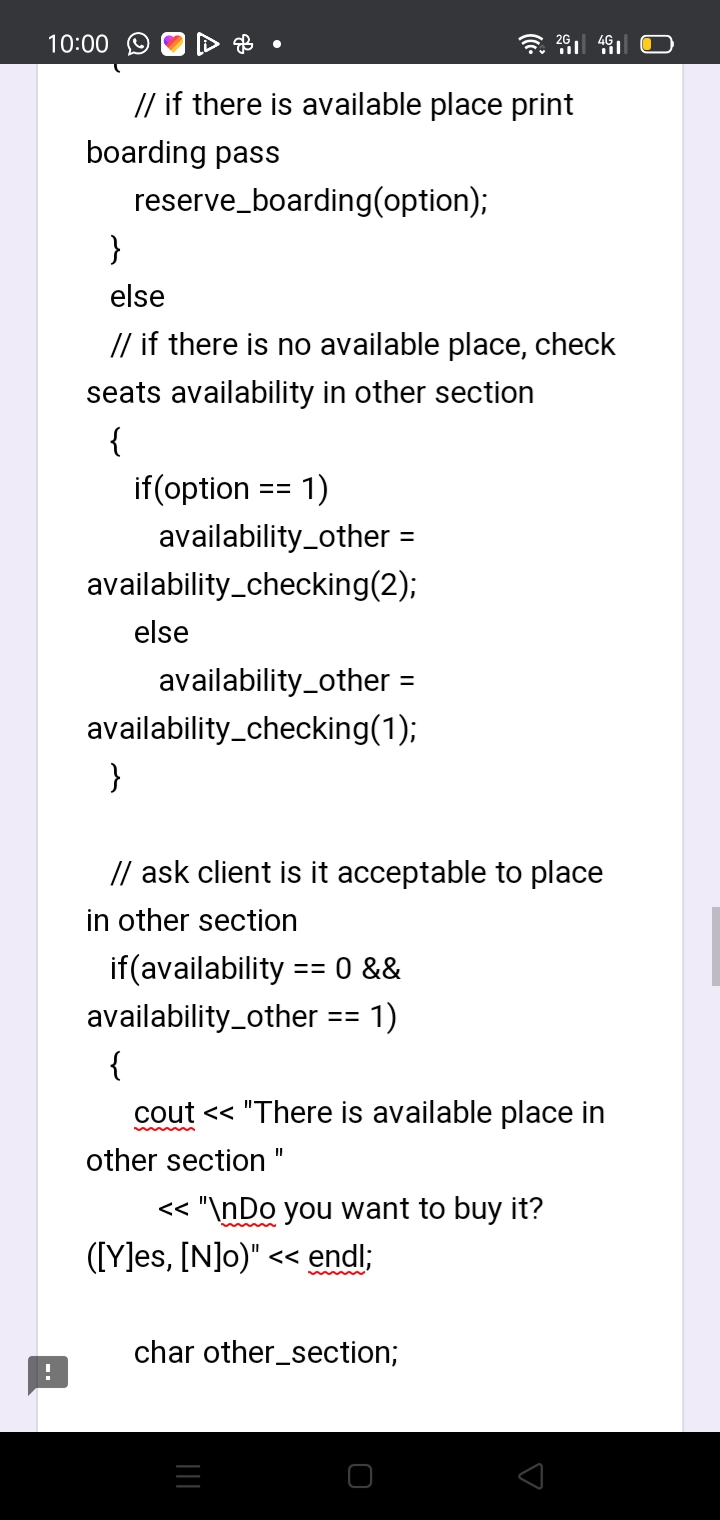 10:00
2G 4G
{
// if there is available place print
boarding pass
reserve_boarding(option);
}
else
// if there is no available place, check
seats availability in other section
{
if(option == 1)
availability_other =
availability_checking(2);
else
availability_other =
availability_checking(1);
}
// ask client is it acceptable to place
in other section
if(availability == 0 &&
availability_other == 1)
{
cout << "There is available place in
other section "
<< "\nDo you want to buy it?
([Y]es, [N]o)" << endl;
char other_section;